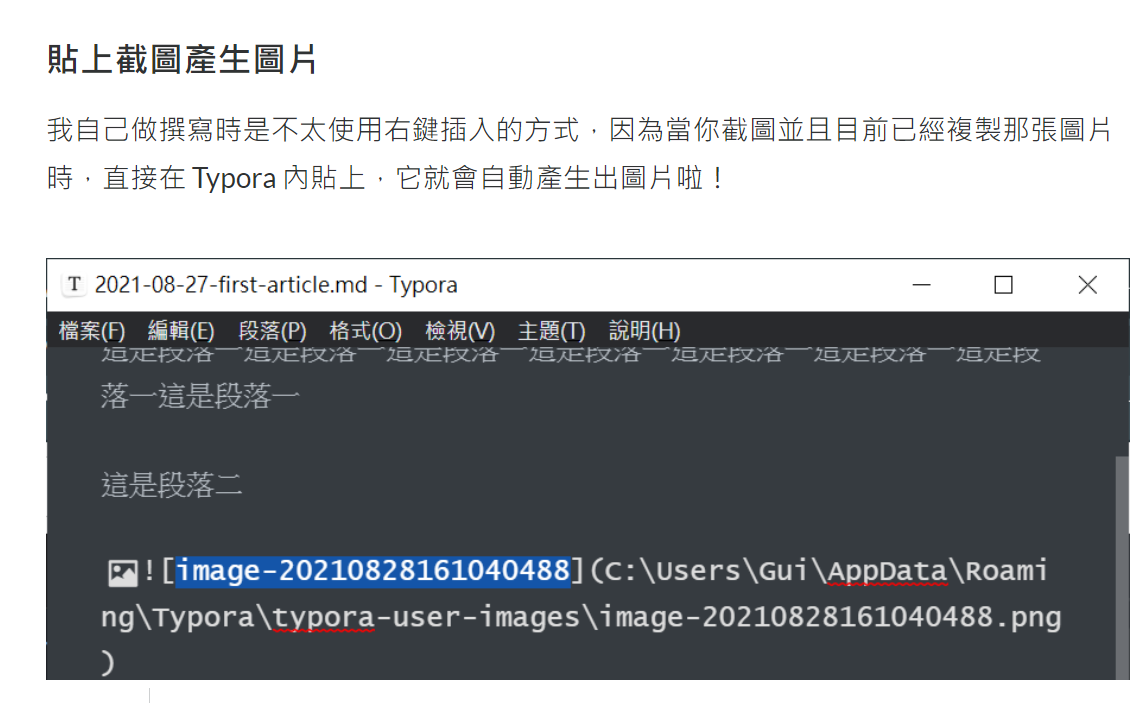 貼上截圖產生圖片
我自己做撰寫時是不太使用右鍵插入的方式，因為當你截圖並且目前已經複製那張圖片
時，直接在 Typora 內貼上，它就會自動產生出圖片啦！
T 2021-08-27-first-article.md - Typora
檔案(F) 編輯(E) 段落(P) 格式(O) 檢視(V) 主題(T) 說明(H)
這是段落一這是段落一這是段落一這是段落一這是段落一這是段落一這是段
落一這是段落一
這是段落二
![image-20210828161040488](C:\Users\Gui\AppData\Roami
ng\Typora\typora-user-images\image-20210828161040488.png
)